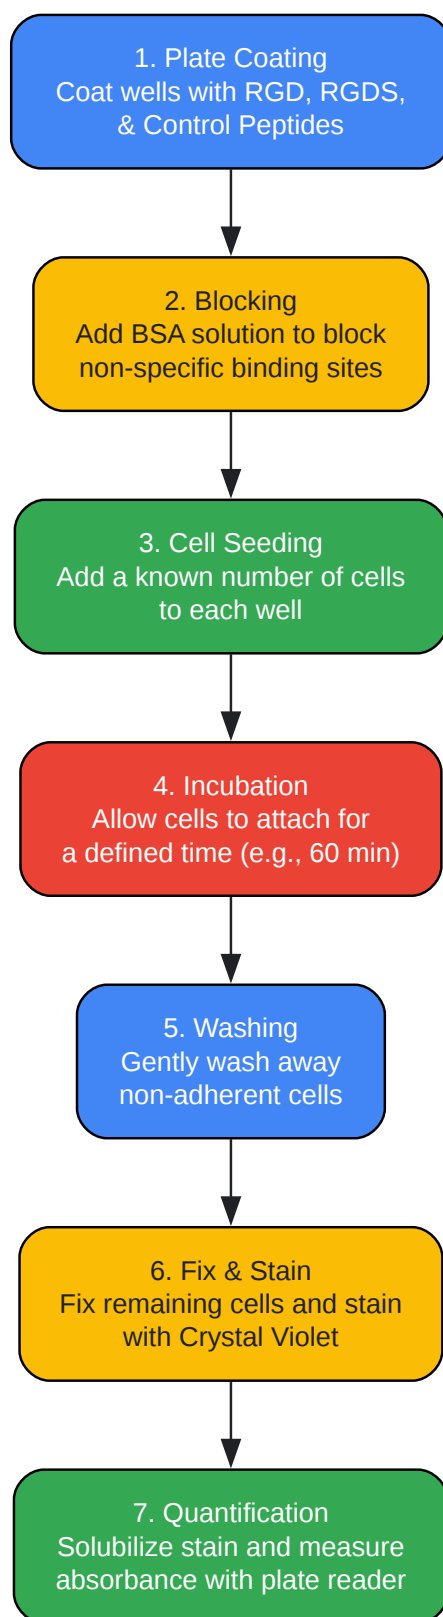 1. Plate Coating
Coat wells with RGD, RGDS,
& Control Peptides
2. Blocking
Add BSA solution to block
non-specific binding sites
3. Cell Seeding
Add a known number of cells
to each well
4. Incubation
Allow cells to attach for
a defined time (e.g., 60 min)
5. Washing
Gently wash away
non-adherent cells
6. Fix & Stain
Fix remaining cells and stain
with Crystal Violet
7. Quantification
Solubilize stain and measure
absorbance with plate reader